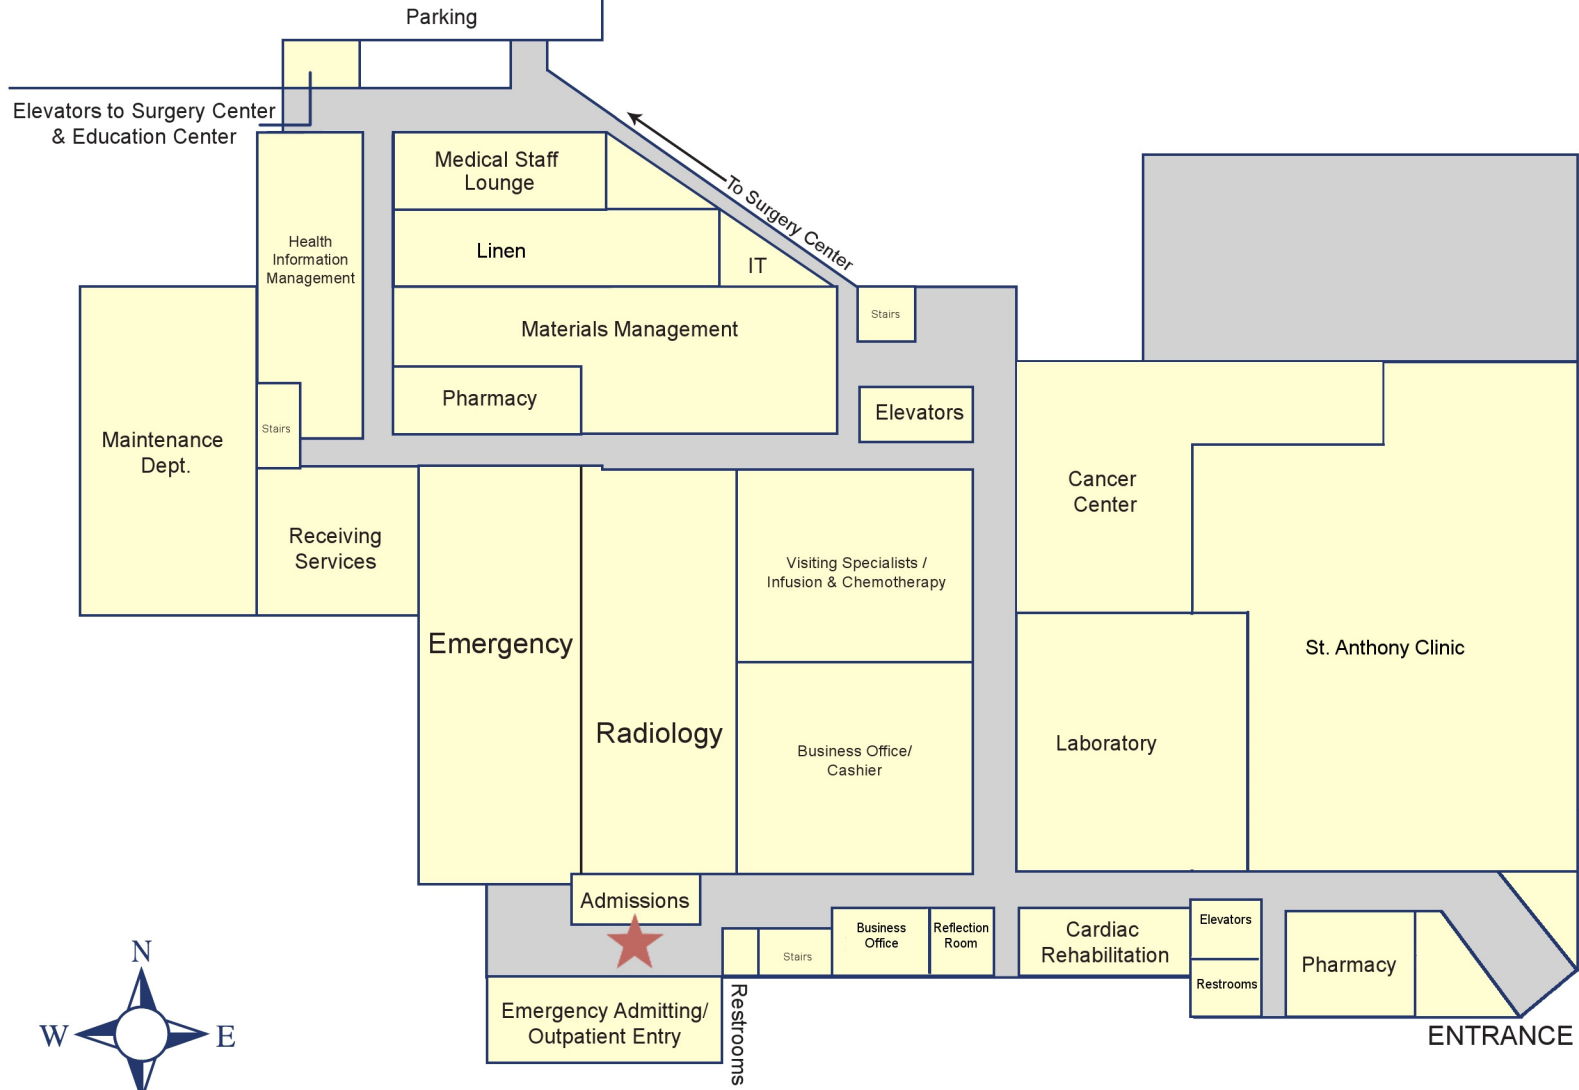 Parking
Elevators to Surgery Center
& Education Center
Medical Staff
Lounge
To Surgery Center
Health
Information
Management
Linen
IT
Stairs
Materials Management
Pharmacy
Elevators
Stairs
Maintenance
Dept.
Cancer
Center
Receiving
Services
Visiting Specialists /
Infusion & Chemotherapy
Emergency
St. Anthony Clinic
Radiology
Business Office/
Cashier
Laboratory
Admissions
Business
Office
Reflection
Room
Cardiac
Rehabilitation
Elevators
Stairs
Pharmacy
Restrooms
Emergency Admitting/
Outpatient Entry
Restrooms
ENTRANCE
N
W
E